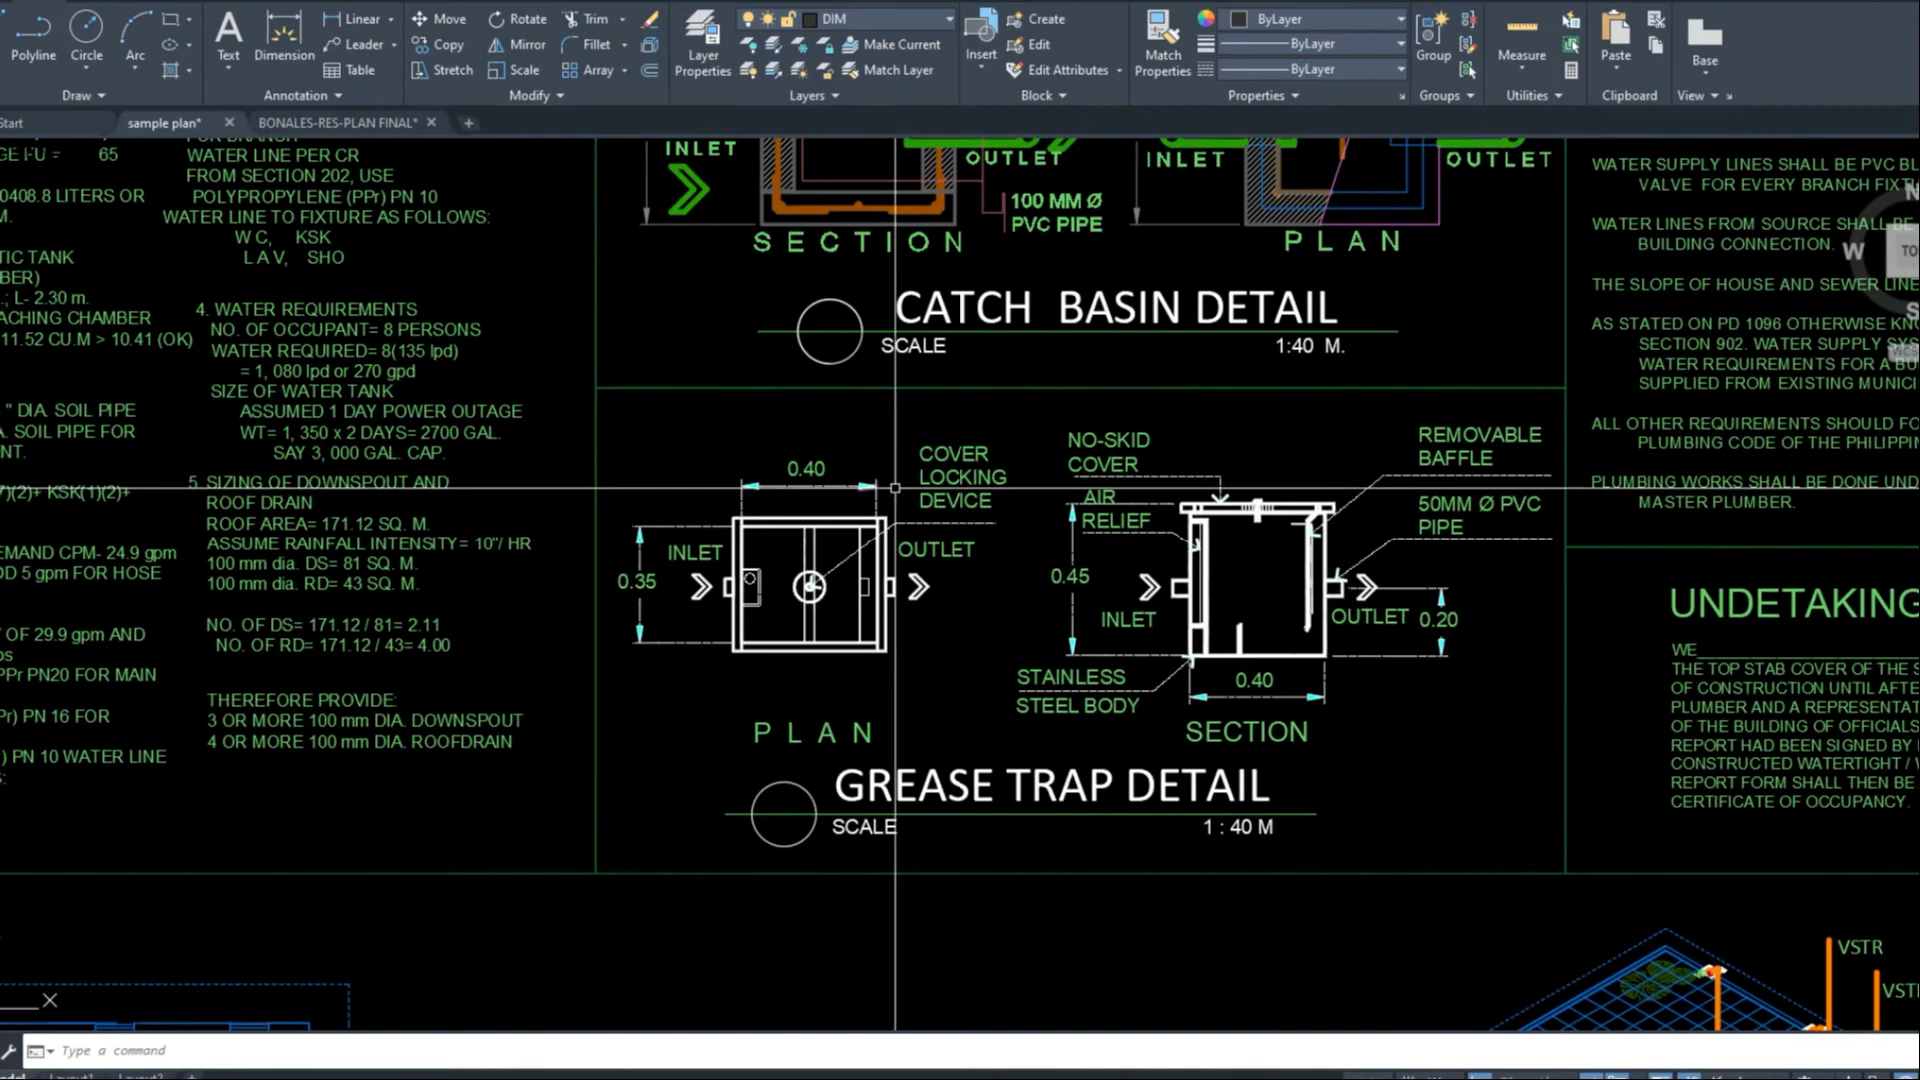 Polyline
Circle
Arc
Text
Dimension
Linear
Leader
Table
Move
Copy
Stretch
Rotate
Mirror
Scale
Trim
Fillet
Array
Layer
Properties
DIM
Make Current
Match Layer
Insert
Create
Edit
Edit Attributes
Match
Properties
ByLayer
ByLayer
ByLayer
Group
Measure
Paste
Base
Draw
Annotation
Modify
Layers
Block
Properties
Groups
Utilities
Clipboard
View
Start
sample plan*
BONALES-RES-PLAN FINAL*
65
0408.8 LITERS OR
M.
TIC TANK
BER)
.; L- 2.30 m.
ACHING CHAMBER
11.52 CU.M > 10.41 (OK)
" DIA. SOIL PIPE
A. SOIL PIPE FOR
NT.
7)(2)+ KSK(1)(2)+
EMAND CPM- 24.9 gpm
DD 5 gpm FOR HOSE
OF 29.9 gpm AND
PPr PN20 FOR MAIN
Pr) PN 16 FOR
) PN 10 WATER LINE
WATER LINE PER CR
FROM SECTION 202, USE
POLYPROPYLENE (PPr) PN 10
WATER LINE TO FIXTURE AS FOLLOWS:
W C, KSK
L A V, SHO
4. WATER REQUIREMENTS
NO. OF OCCUPANT= 8 PERSONS
WATER REQUIRED= 8(135 lpd)
= 1, 080 lpd or 270 gpd
SIZE OF WATER TANK
ASSUMED 1 DAY POWER OUTAGE
WT= 1, 350 x 2 DAYS= 2700 GAL.
SAY 3, 000 GAL. CAP.
5 SIZING OF DOWNSPOUT AND
ROOF DRAIN
ROOF AREA= 171.12 SQ. M.
ASSUME RAINFALL INTENSITY= 10"/ HR
100 mm dia. DS= 81 SQ. M.
100 mm dia. RD= 43 SQ. M.
NO. OF DS= 171.12 / 81= 2.11
NO. OF RD= 171.12 / 43= 4.00
THEREFORE PROVIDE:
3 OR MORE 100 mm DIA. DOWNSPOUT
4 OR MORE 100 mm DIA. ROOFDRAIN
INLET
OUTLET
100 MM Ø
PVC PIPE
SECTION
INLET
OUTLET
PLAN
CATCH BASIN DETAIL
SCALE
1:40 M.
0.40
COVER
LOCKING
DEVICE
INLET
OUTLET
0.35
PLAN
NO-SKID
COVER
AIR
RELIEF
REMOVABLE
BAFFLE
50MM Ø PVC
PIPE
0.45
INLET
OUTLET
0.20
STAINLESS
STEEL BODY
0.40
SECTION
GREASE TRAP DETAIL
SCALE
1 : 40 M
WATER SUPPLY LINES SHALL BE PVC BL
VALVE FOR EVERY BRANCH FIXT
WATER LINES FROM SOURCE SHALL BE
BUILDING CONNECTION.
THE SLOPE OF HOUSE AND SEWER LINE
AS STATED ON PD 1096 OTHERWISE KN
SECTION 902. WATER SUPPLY SYS
WATER REQUIREMENTS FOR A BU
SUPPLIED FROM EXISTING MUNICI
ALL OTHER REQUIREMENTS SHOULD FO
PLUMBING CODE OF THE PHILIPPIN
PLUMBING WORKS SHALL BE DONE UND
MASTER PLUMBER.
N
W
TO
S
UNDETAKING
WE
THE TOP STAB COVER OF THE S
OF CONSTRUCTION UNTIL AFTE
PLUMBER AND A REPRESENTAT
OF THE BUILDING OF OFFICIALS
REPORT HAD BEEN SIGNED BY
CONSTRUCTED WATERTIGHT / W
REPORT FORM SHALL THEN BE
CERTIFICATE OF OCCUPANCY.
VSTR
VST
X
Type a command